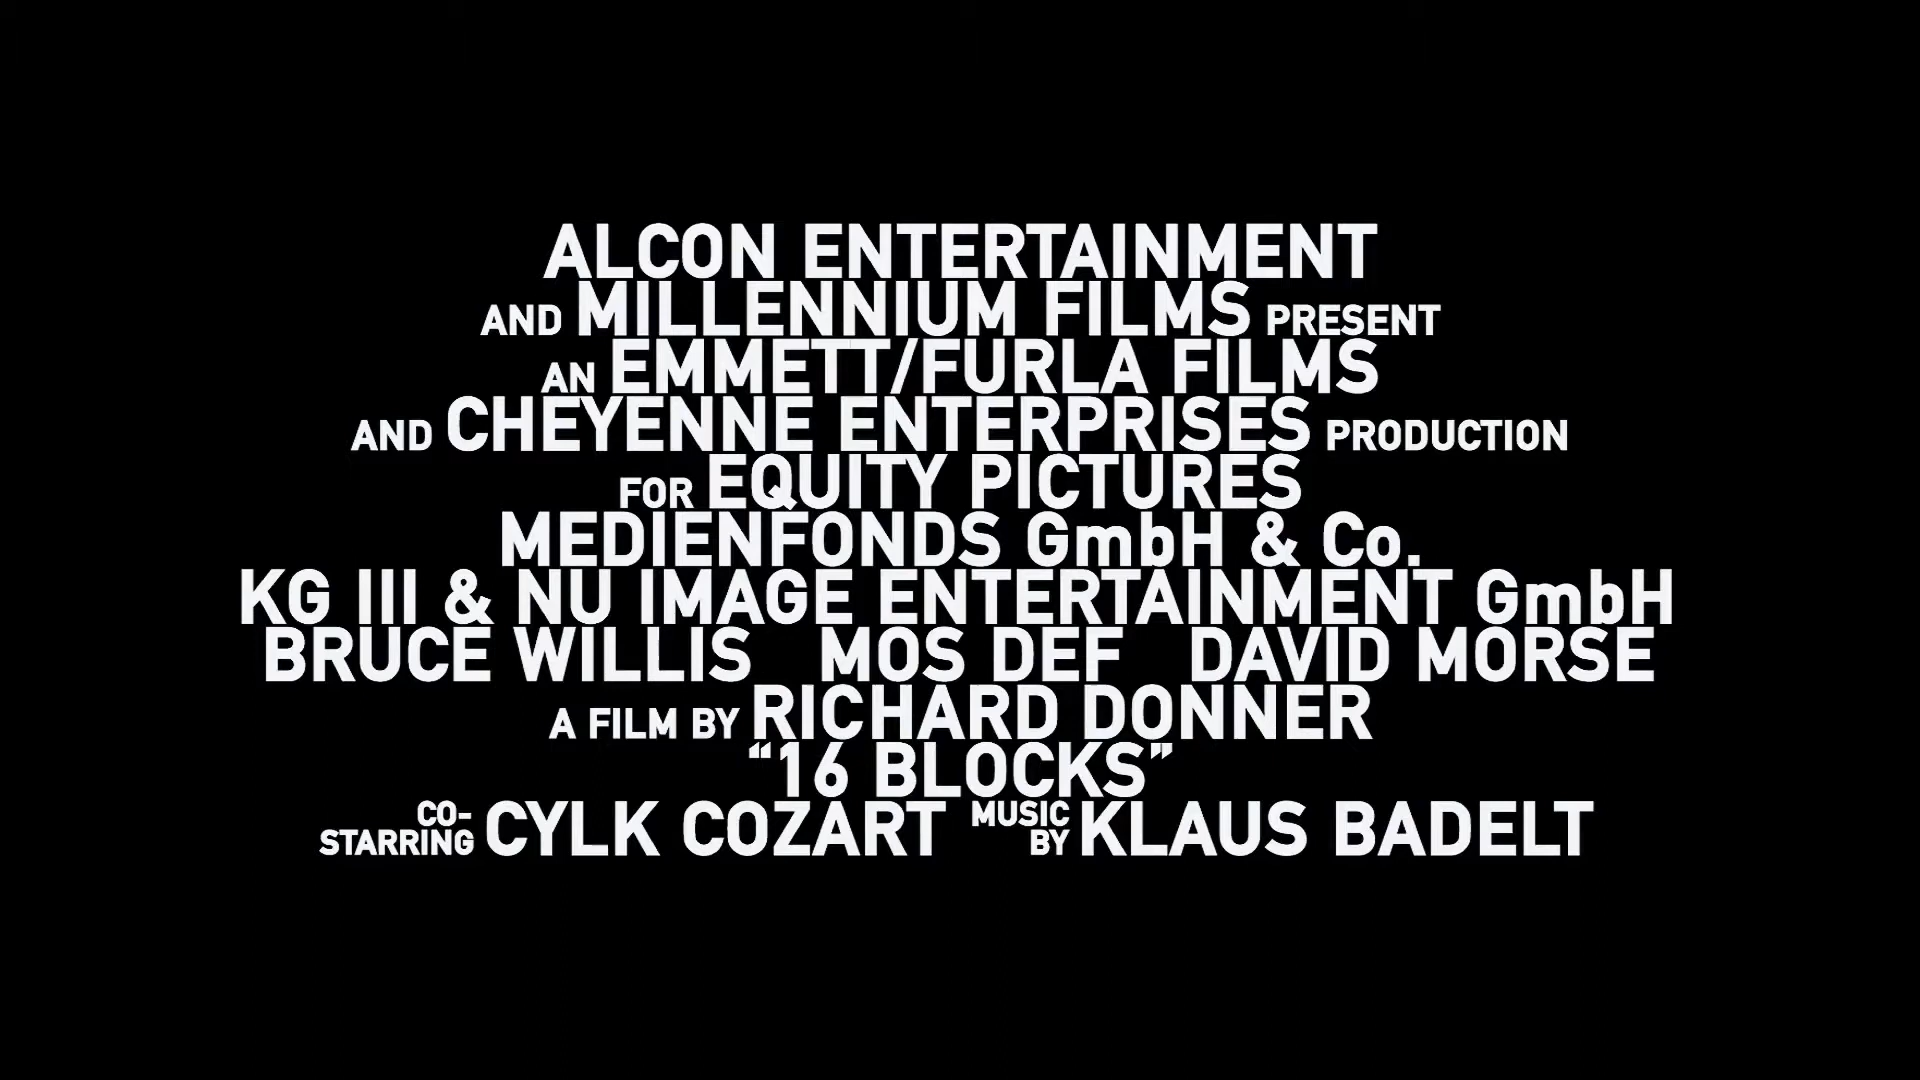 ALCON ENTERTAINMENT
AND MILLENNIUM FILMS PRESENT
AN EMMETT/FURLA FILMS
AND CHEYENNE ENTERPRISES PRODUCTION
FOR EQUITY PICTURES
MEDIENFONDS GmbH & Co.
KG III & NU IMAGE ENTERTAINMENT GmbH
BRUCE WILLIS MOS DEF DAVID MORSE
A FILM BY RICHARD DONNER
“16 BLOCKS”
CO-STARRING CYLK COZART MUSIC BY KLAUS BADELT